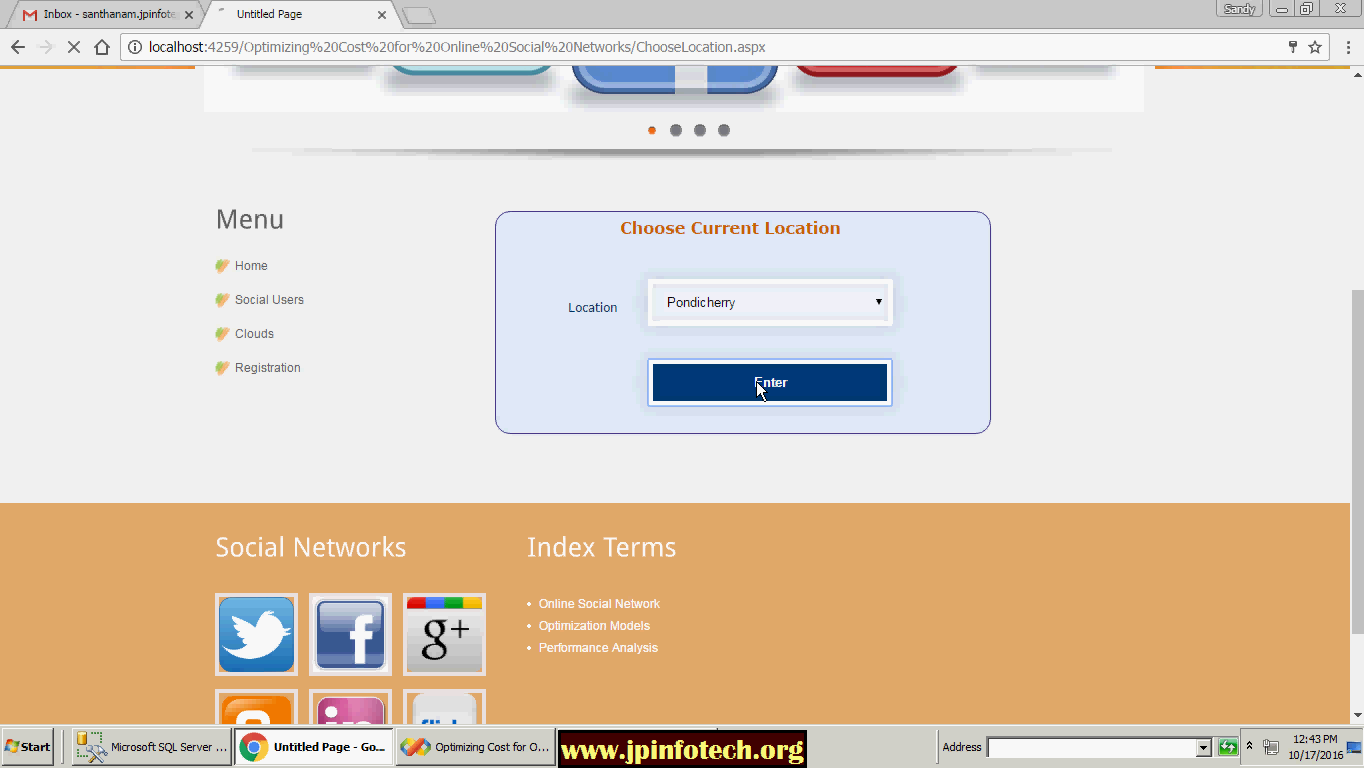 Inbox - santhanam.jpinfote
Untitled Page
Sandy
localhost:4259/Optimizing%20Cost%20for%20Online%20Social%20Networks/ChooseLocation.aspx
Menu
Home
Social Users
Clouds
Registration
Choose Current Location
Location
Pondicherry
Enter
Social Networks
Index Terms
g+
Online Social Network
Optimization Models
Performance Analysis
Start
Microsoft SQL Server ...
Untitled Page - Go...
Optimizing Cost for O...
www.jpinfotech.org
Address
12:43 PM
10/17/2016